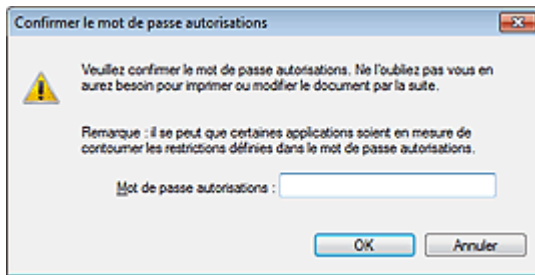 Confirmer le mot de passe autorisations
Veuillez confirmer le mot de passe autorisations. Ne l'oubliez pas vous en
aurez besoin pour imprimer ou modifier le document par la suite.
Remarque : il se peut que certaines applications soient en mesure de
contourner les restrictions définies dans le mot de passe autorisations.
Mot de passe autorisations :
OK Annuler